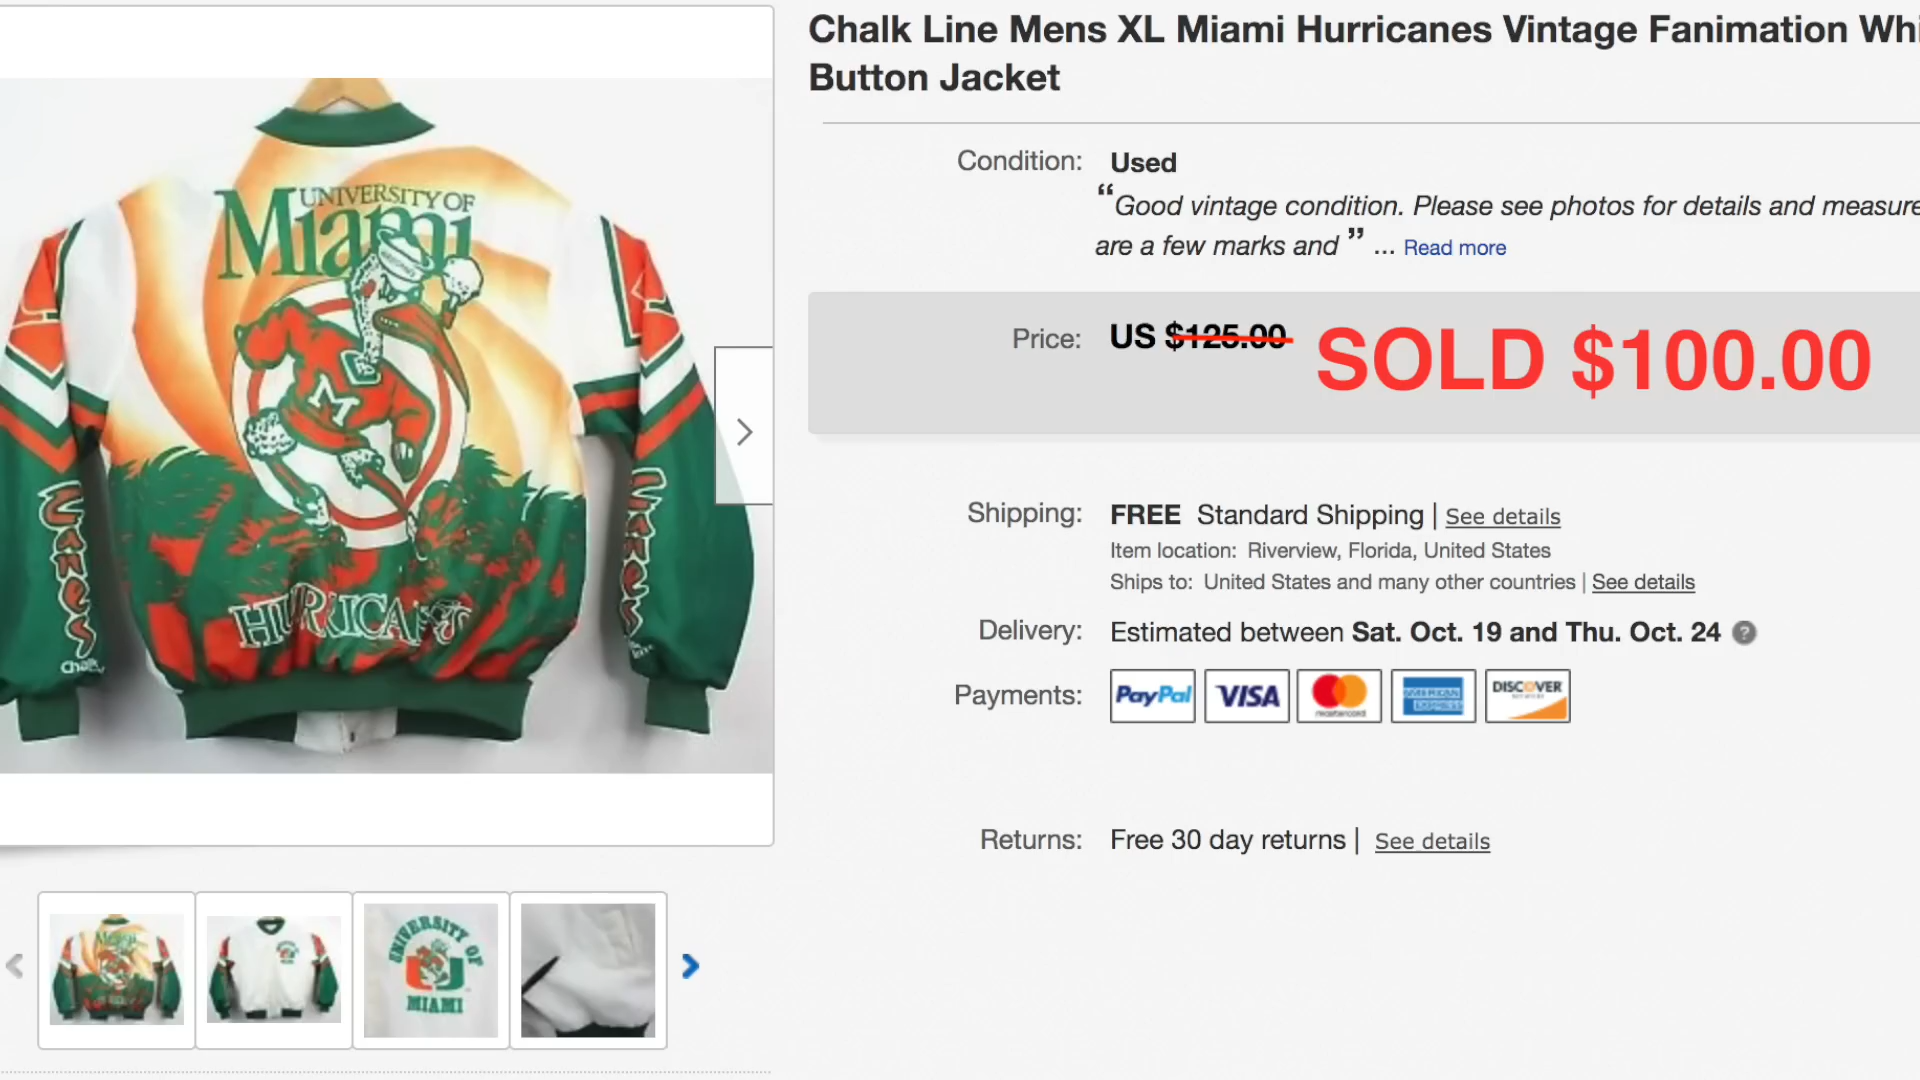 Chalk Line Mens XL Miami Hurricanes Vintage Fanimation Whi
Button Jacket
Condition: Used
“Good vintage condition. Please see photos for details and measure
are a few marks and ” ... Read more
Price: US $125.00 SOLD $100.00
Shipping: FREE Standard Shipping | See details
Item location: Riverview, Florida, United States
Ships to: United States and many other countries | See details
Delivery: Estimated between Sat. Oct. 19 and Thu. Oct. 24 ?
Payments: PayPal VISA mastercard AMERICAN EXPRESS DISCOVER
Returns: Free 30 day returns | See details
UNIVERSITY OF
Miami
M
HURRICANES
Canes
Canes
UNIVERSITY OF
U
MIAMI